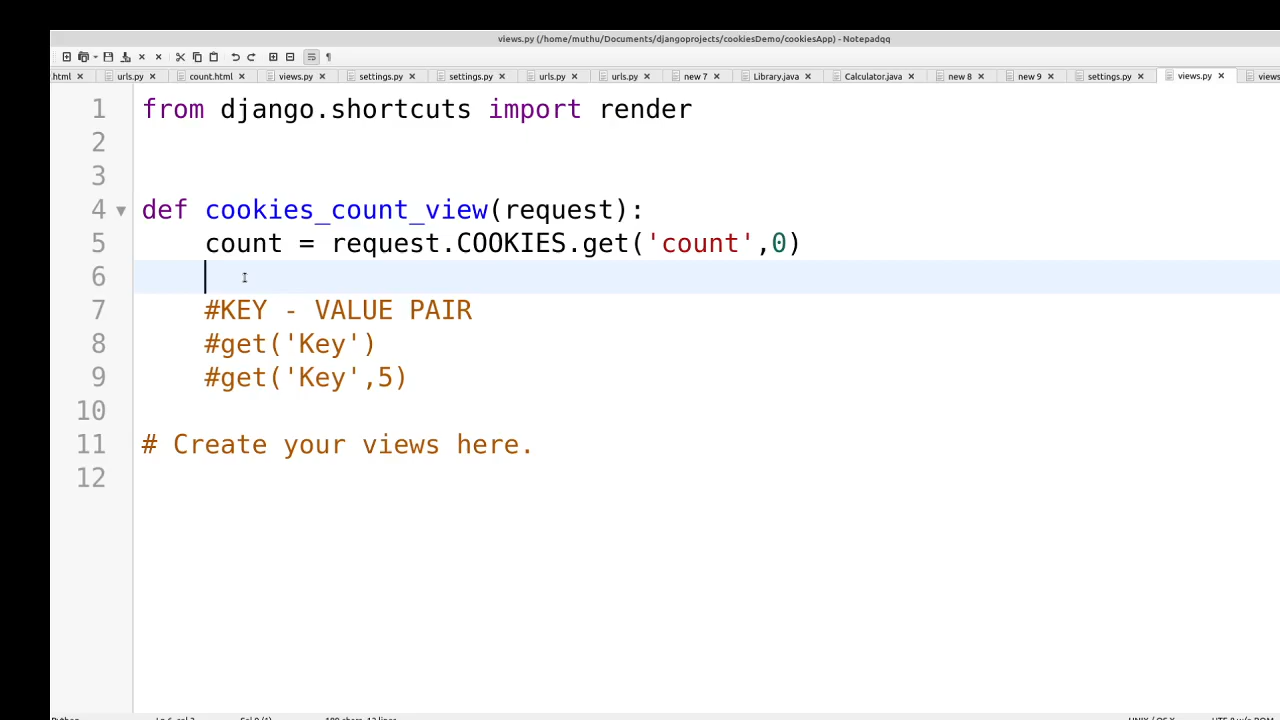 views.py (/home/muthu/Documents/djangoprojects/cookiesDemo/cookiesApp) - Notepadqq
html urls.py count.html views.py settings.py settings.py urls.py urls.py new 7 Library.java Calculator.java new 8 new 9 settings.py views.py views
1 from django.shortcuts import render
2
3
4 def cookies_count_view(request):
5 count = request.COOKIES.get('count',0)
6
7 #KEY - VALUE PAIR
8 #get('Key')
9 #get('Key',5)
10
11 # Create your views here.
12